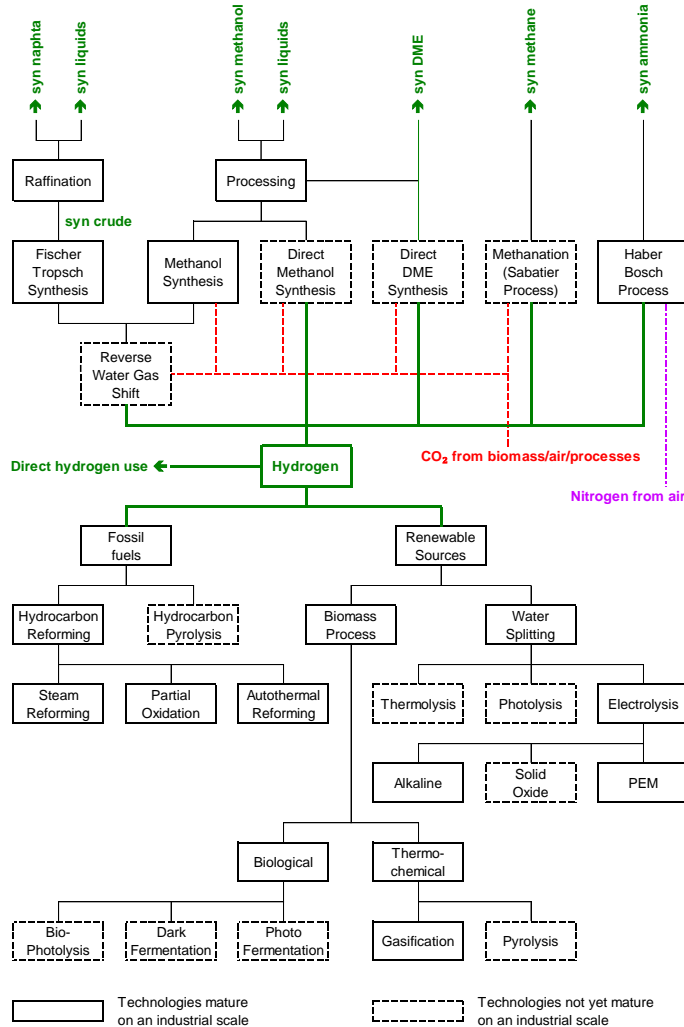 syn naphta
syn liquids
syn methanol
syn liquids
syn DME
syn methane
syn ammonia
Raffination
Processing
syn crude
Fischer
Tropsch
Synthesis
Methanol
Synthesis
Direct
Methanol
Synthesis
Direct
DME
Synthesis
Methanation
(Sabatier
Process)
Haber
Bosch
Process
Reverse
Water Gas
Shift
Direct hydrogen use
Hydrogen
CO₂ from biomass/air/processes
Nitrogen from air
Fossil
fuels
Renewable
Sources
Hydrocarbon
Reforming
Hydrocarbon
Pyrolysis
Biomass
Process
Water
Splitting
Steam
Reforming
Partial
Oxidation
Autothermal
Reforming
Thermolysis
Photolysis
Electrolysis
Alkaline
Solid
Oxide
PEM
Biological
Thermo-
chemical
Bio-
Photolysis
Dark
Fermentation
Photo
Fermentation
Gasification
Pyrolysis
Technologies mature
on an industrial scale
Technologies not yet mature
on an industrial scale